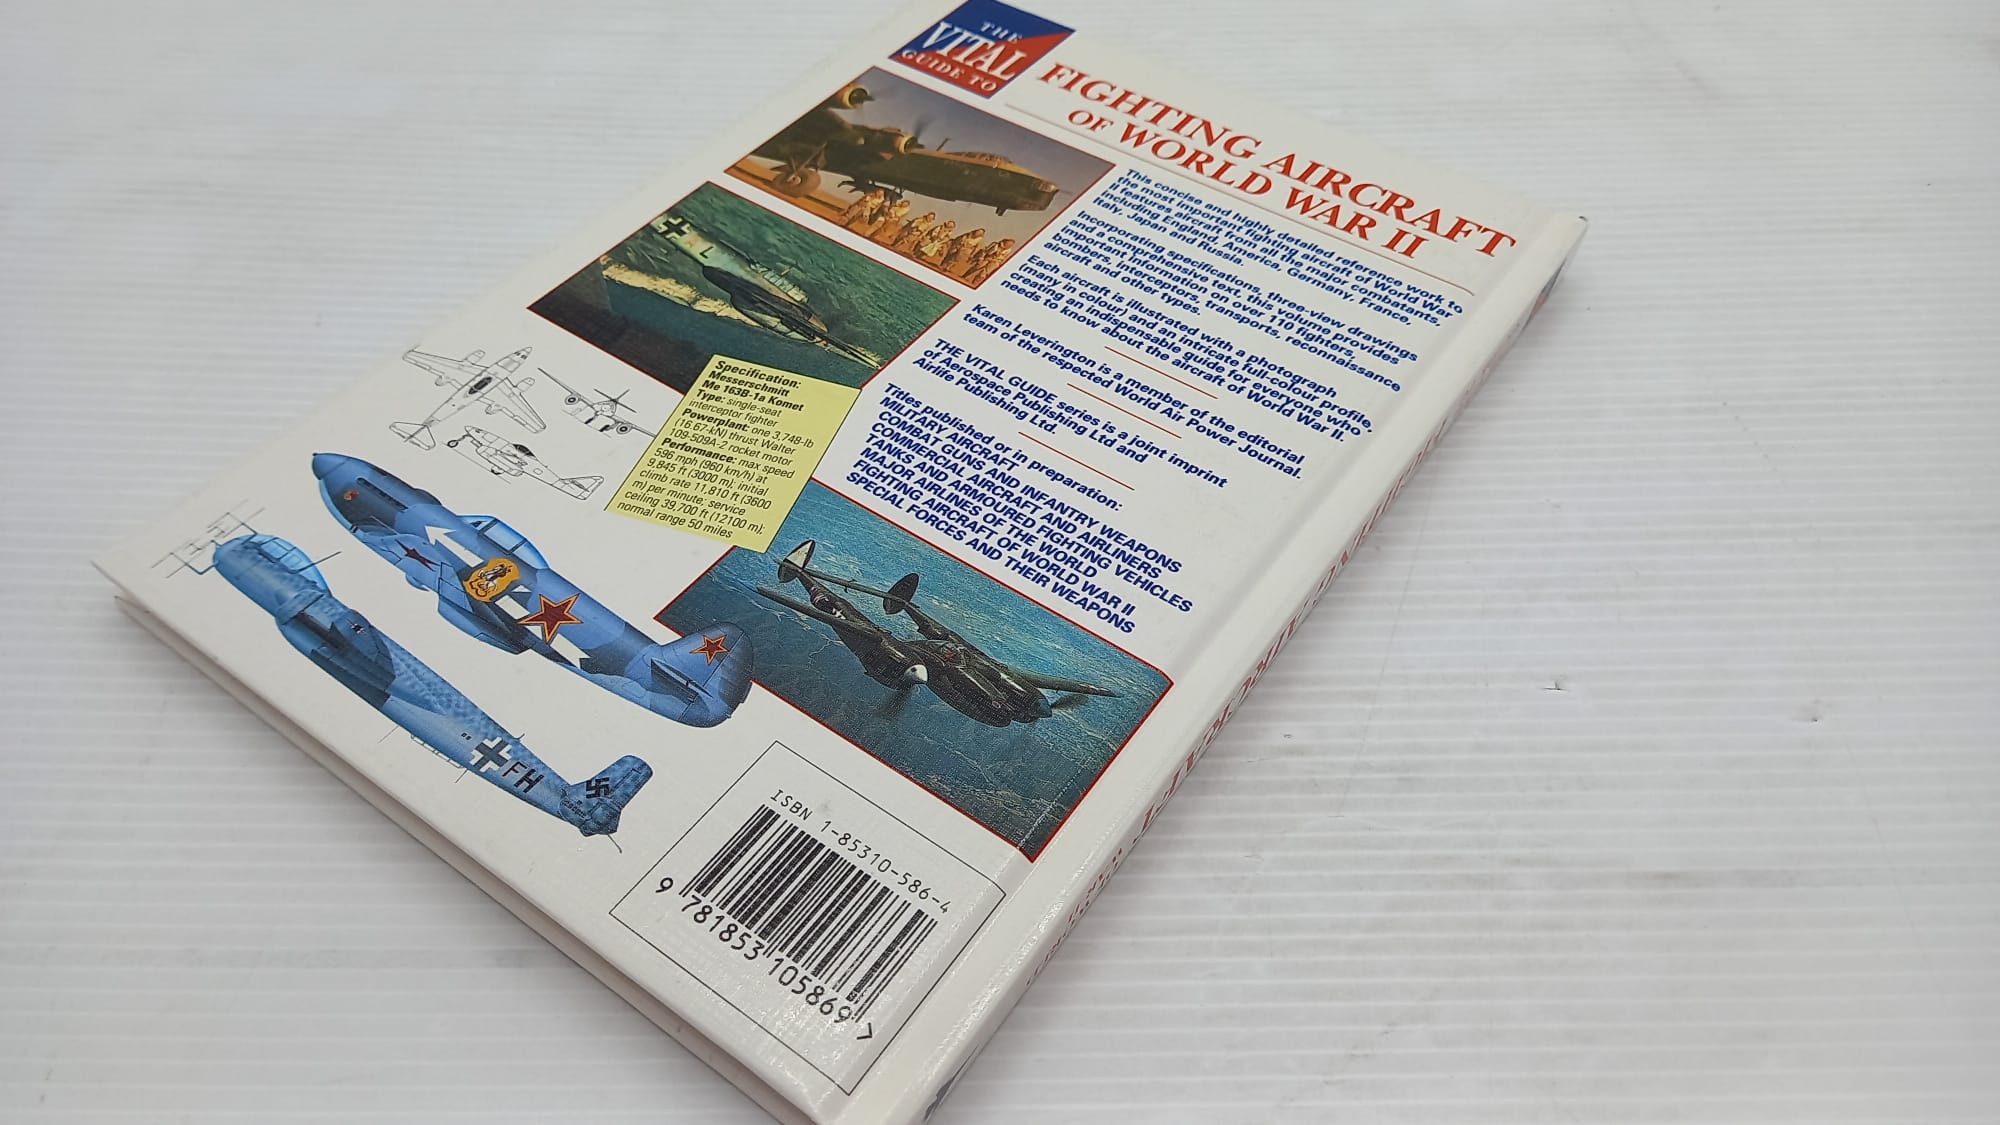 THE
VITAL
GUIDE TO
FIGHTING AIRCRAFT
OF WORLD WAR II
This concise and highly detailed reference work to
the most important fighting aircraft of World War
II features aircraft from all the major combatants,
including England, America, Germany, France,
Italy, Japan and Russia.
Incorporating specifications, three-view drawings
and a comprehensive text, this volume provides
important information on over 110 fighters,
bombers, interceptors, transports, reconnaissance
aircraft and other types.
Each aircraft is illustrated with a photograph
(many in colour) and an intricate full-colour profile,
creating an indispensable guide for everyone who
needs to know about the aircraft of World War II.
Karen Leverington is a member of the editorial
team of the respected World Air Power Journal.
THE VITAL GUIDE series is a joint imprint
of Aerospace Publishing Ltd and
Airlife Publishing Ltd.
Titles published or in preparation:
MILITARY AIRCRAFT
COMBAT GUNS AND INFANTRY WEAPONS
COMMERCIAL AIRCRAFT AND AIRLINERS
TANKS AND ARMOURED FIGHTING VEHICLES
MAJOR AIRLINES OF THE WORLD
FIGHTING AIRCRAFT OF WORLD WAR II
SPECIAL FORCES AND THEIR WEAPONS
L
Specification:
Messerschmitt
Me 163B-1a Komet
Type: single-seat
interceptor fighter
Powerplant: one 3,748-lb
(16.67-kN) thrust Walter
109-509A-2 rocket motor
Performance: max speed
596 mph (960 km/h) at
9,845 ft (3000 m); initial
climb rate 11,810 ft (3600
m) per minute; service
ceiling 39,700 ft (12100 m);
normal range 50 miles
FH
ISBN 1-85310-586-4
9 781853 105869 >